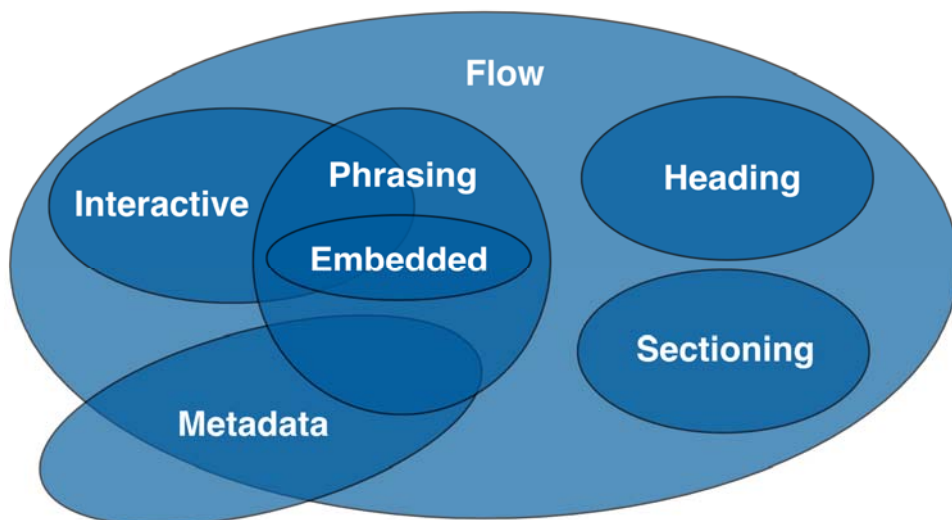 Flow
Phrasing
Heading
Interactive
Embedded
Sectioning
Metadata